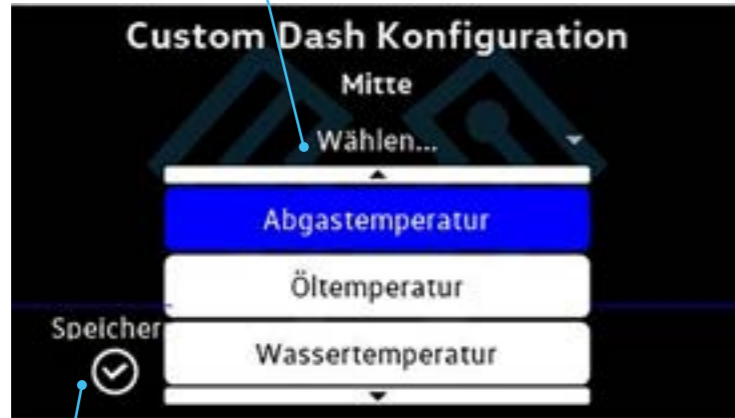 Custom Dash Konfiguration
Mitte
Wählen...
Abgastemperatur
Öltemperatur
Speicher
Wassertemperatur